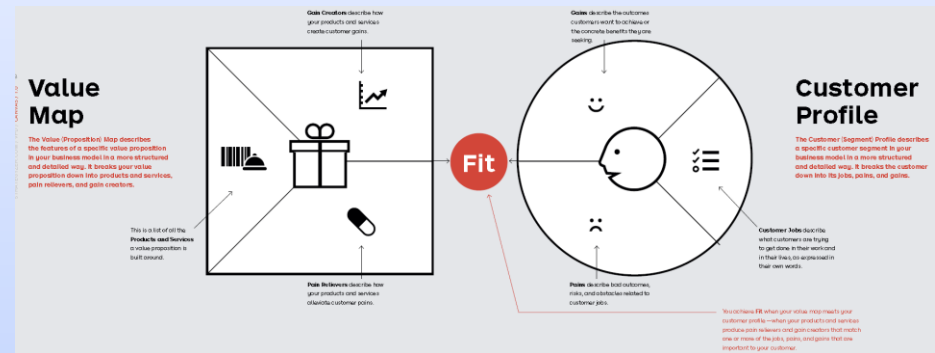 Gain Creators describe how
your products and services
create customer gains.
Gains describe the outcomes
customers want to achieve or
the concrete benefits they are
seeking.
Value
Map
The Value (Proposition) Map describes
the features of a specific value proposition
in your business model in a more structured
and detailed way. It breaks your value
proposition down into products and services,
pain relievers, and gain creators.
Fit
Customer
Profile
The Customer (Segment) Profile describes
a specific customer segment in your
business model in a more structured
and detailed way. It breaks the customer
down into its jobs, pains, and gains.
This is a list of all the
Products and Services
a value proposition is
built around.
Customer Jobs describe
what customers are trying
to get done in their work and
in their lives, as expressed in
their own words.
Pain Relievers describe how
your products and services
alleviate customer pains.
Pains describe bad outcomes,
risks, and obstacles related to
customer jobs.
You achieve Fit when your value map meets your
customer profile —when your products and services
produce pain relievers and gain creators that match
one or more of the jobs, pains, and gains that are
important to your customer.